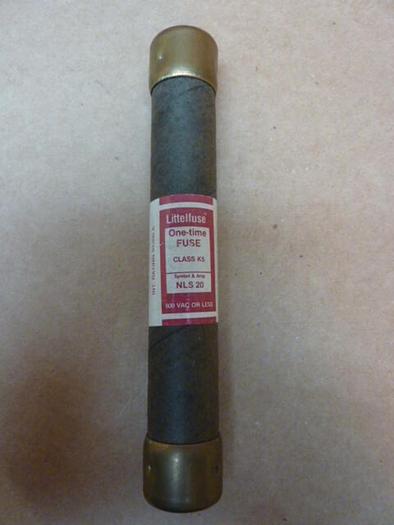 Littelfuse
One-time
FUSE
CLASS K5
Symbol & Amp
NLS 20
600 VAC OR LESS